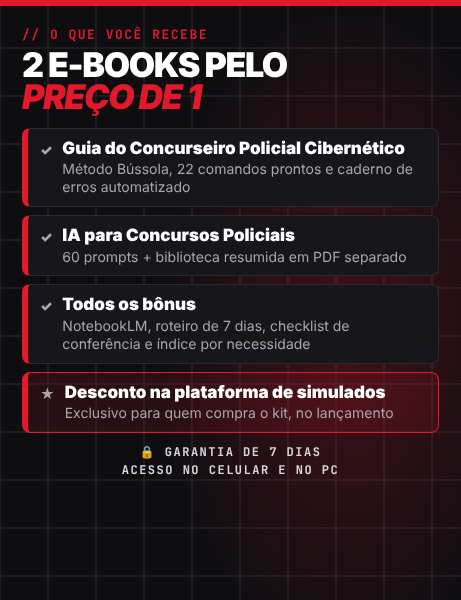 // O QUE VOCÊ RECEBE
2 E-BOOKS PELO
PREÇO DE 1
✓ Guia do Concurseiro Policial Cibernético
Método Bússola, 22 comandos prontos e caderno de
erros automatizado
✓ IA para Concursos Policiais
60 prompts + biblioteca resumida em PDF separado
✓ Todos os bônus
NotebookLM, roteiro de 7 dias, checklist de
conferência e índice por necessidade
★ Desconto na plataforma de simulados
Exclusivo para quem compra o kit, no lançamento
🔒 GARANTIA DE 7 DIAS
ACESSO NO CELULAR E NO PC